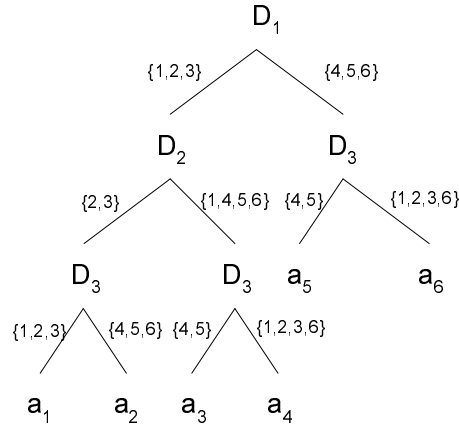 D₁
{1,2,3} {4,5,6}
D₂ D₃
{2,3} {1,4,5,6} {4,5} {1,2,3,6}
D₃ D₃ a₅ a₆
{1,2,3} {4,5,6} {4,5} {1,2,3,6}
a₁ a₂ a₃ a₄